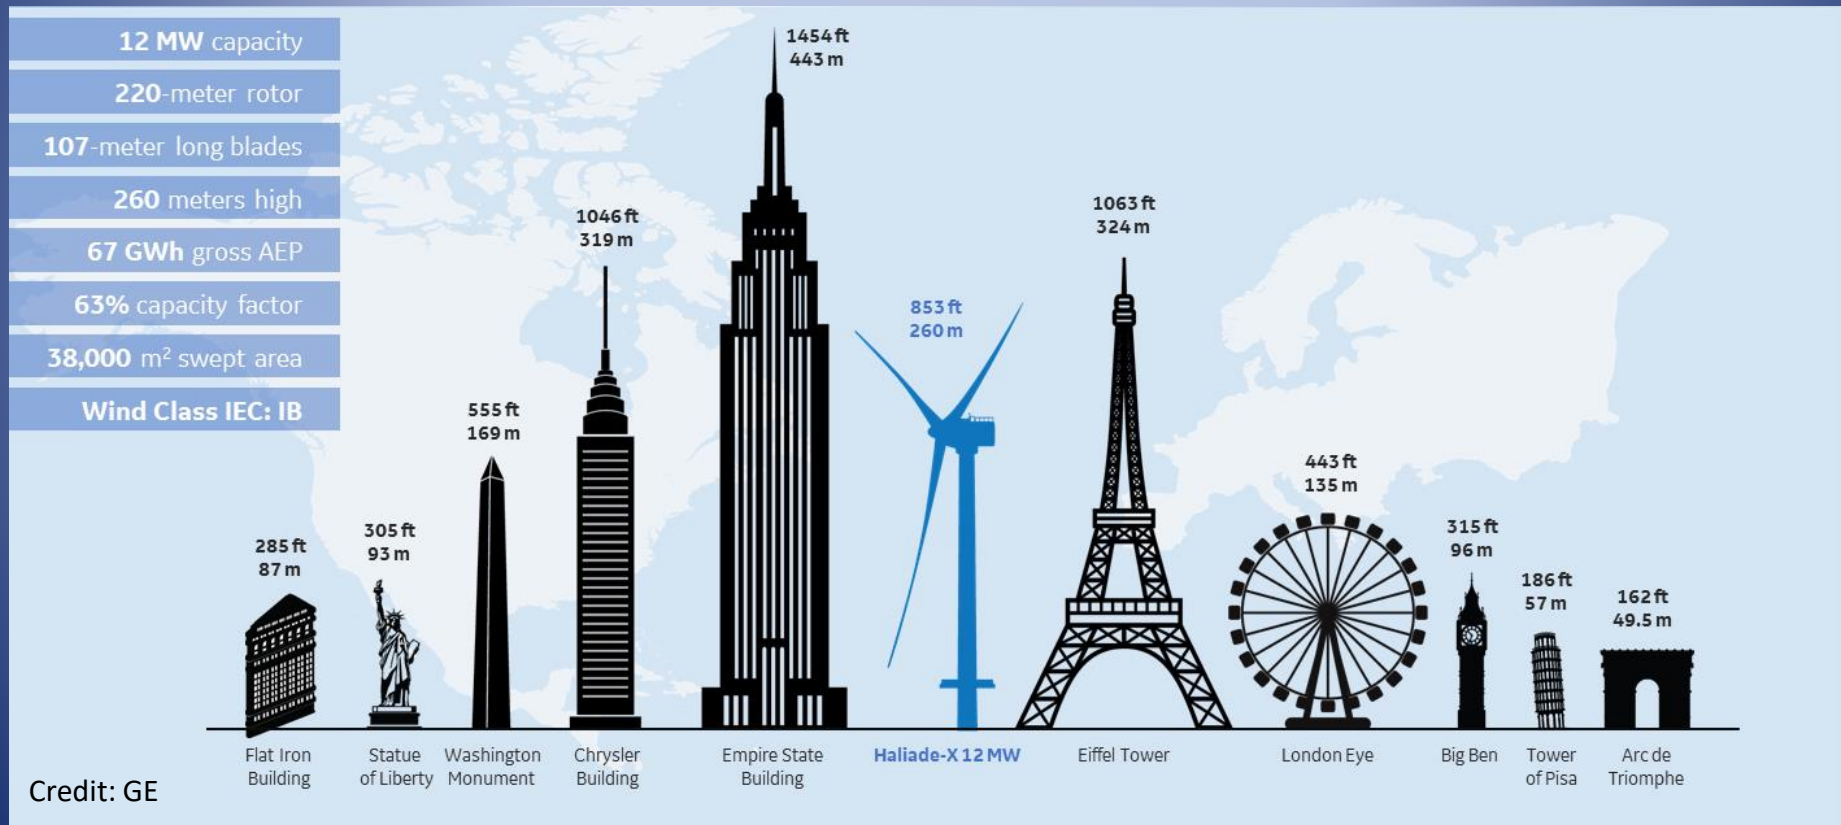 12 MW capacity
220-meter rotor
107-meter long blades
260 meters high
67 GWh gross AEP
63% capacity factor
38,000 m² swept area
Wind Class IEC: IB
285 ft
87 m
305 ft
93 m
555 ft
169 m
1046 ft
319 m
1454 ft
443 m
853 ft
260 m
1063 ft
324 m
443 ft
135 m
315 ft
96 m
186 ft
57 m
162 ft
49.5 m
Flat Iron
Building
Statue
of Liberty
Washington
Monument
Chrysler
Building
Empire State
Building
Haliade-X 12 MW
Eiffel Tower
London Eye
Big Ben
Tower
of Pisa
Arc de
Triomphe
Credit: GE